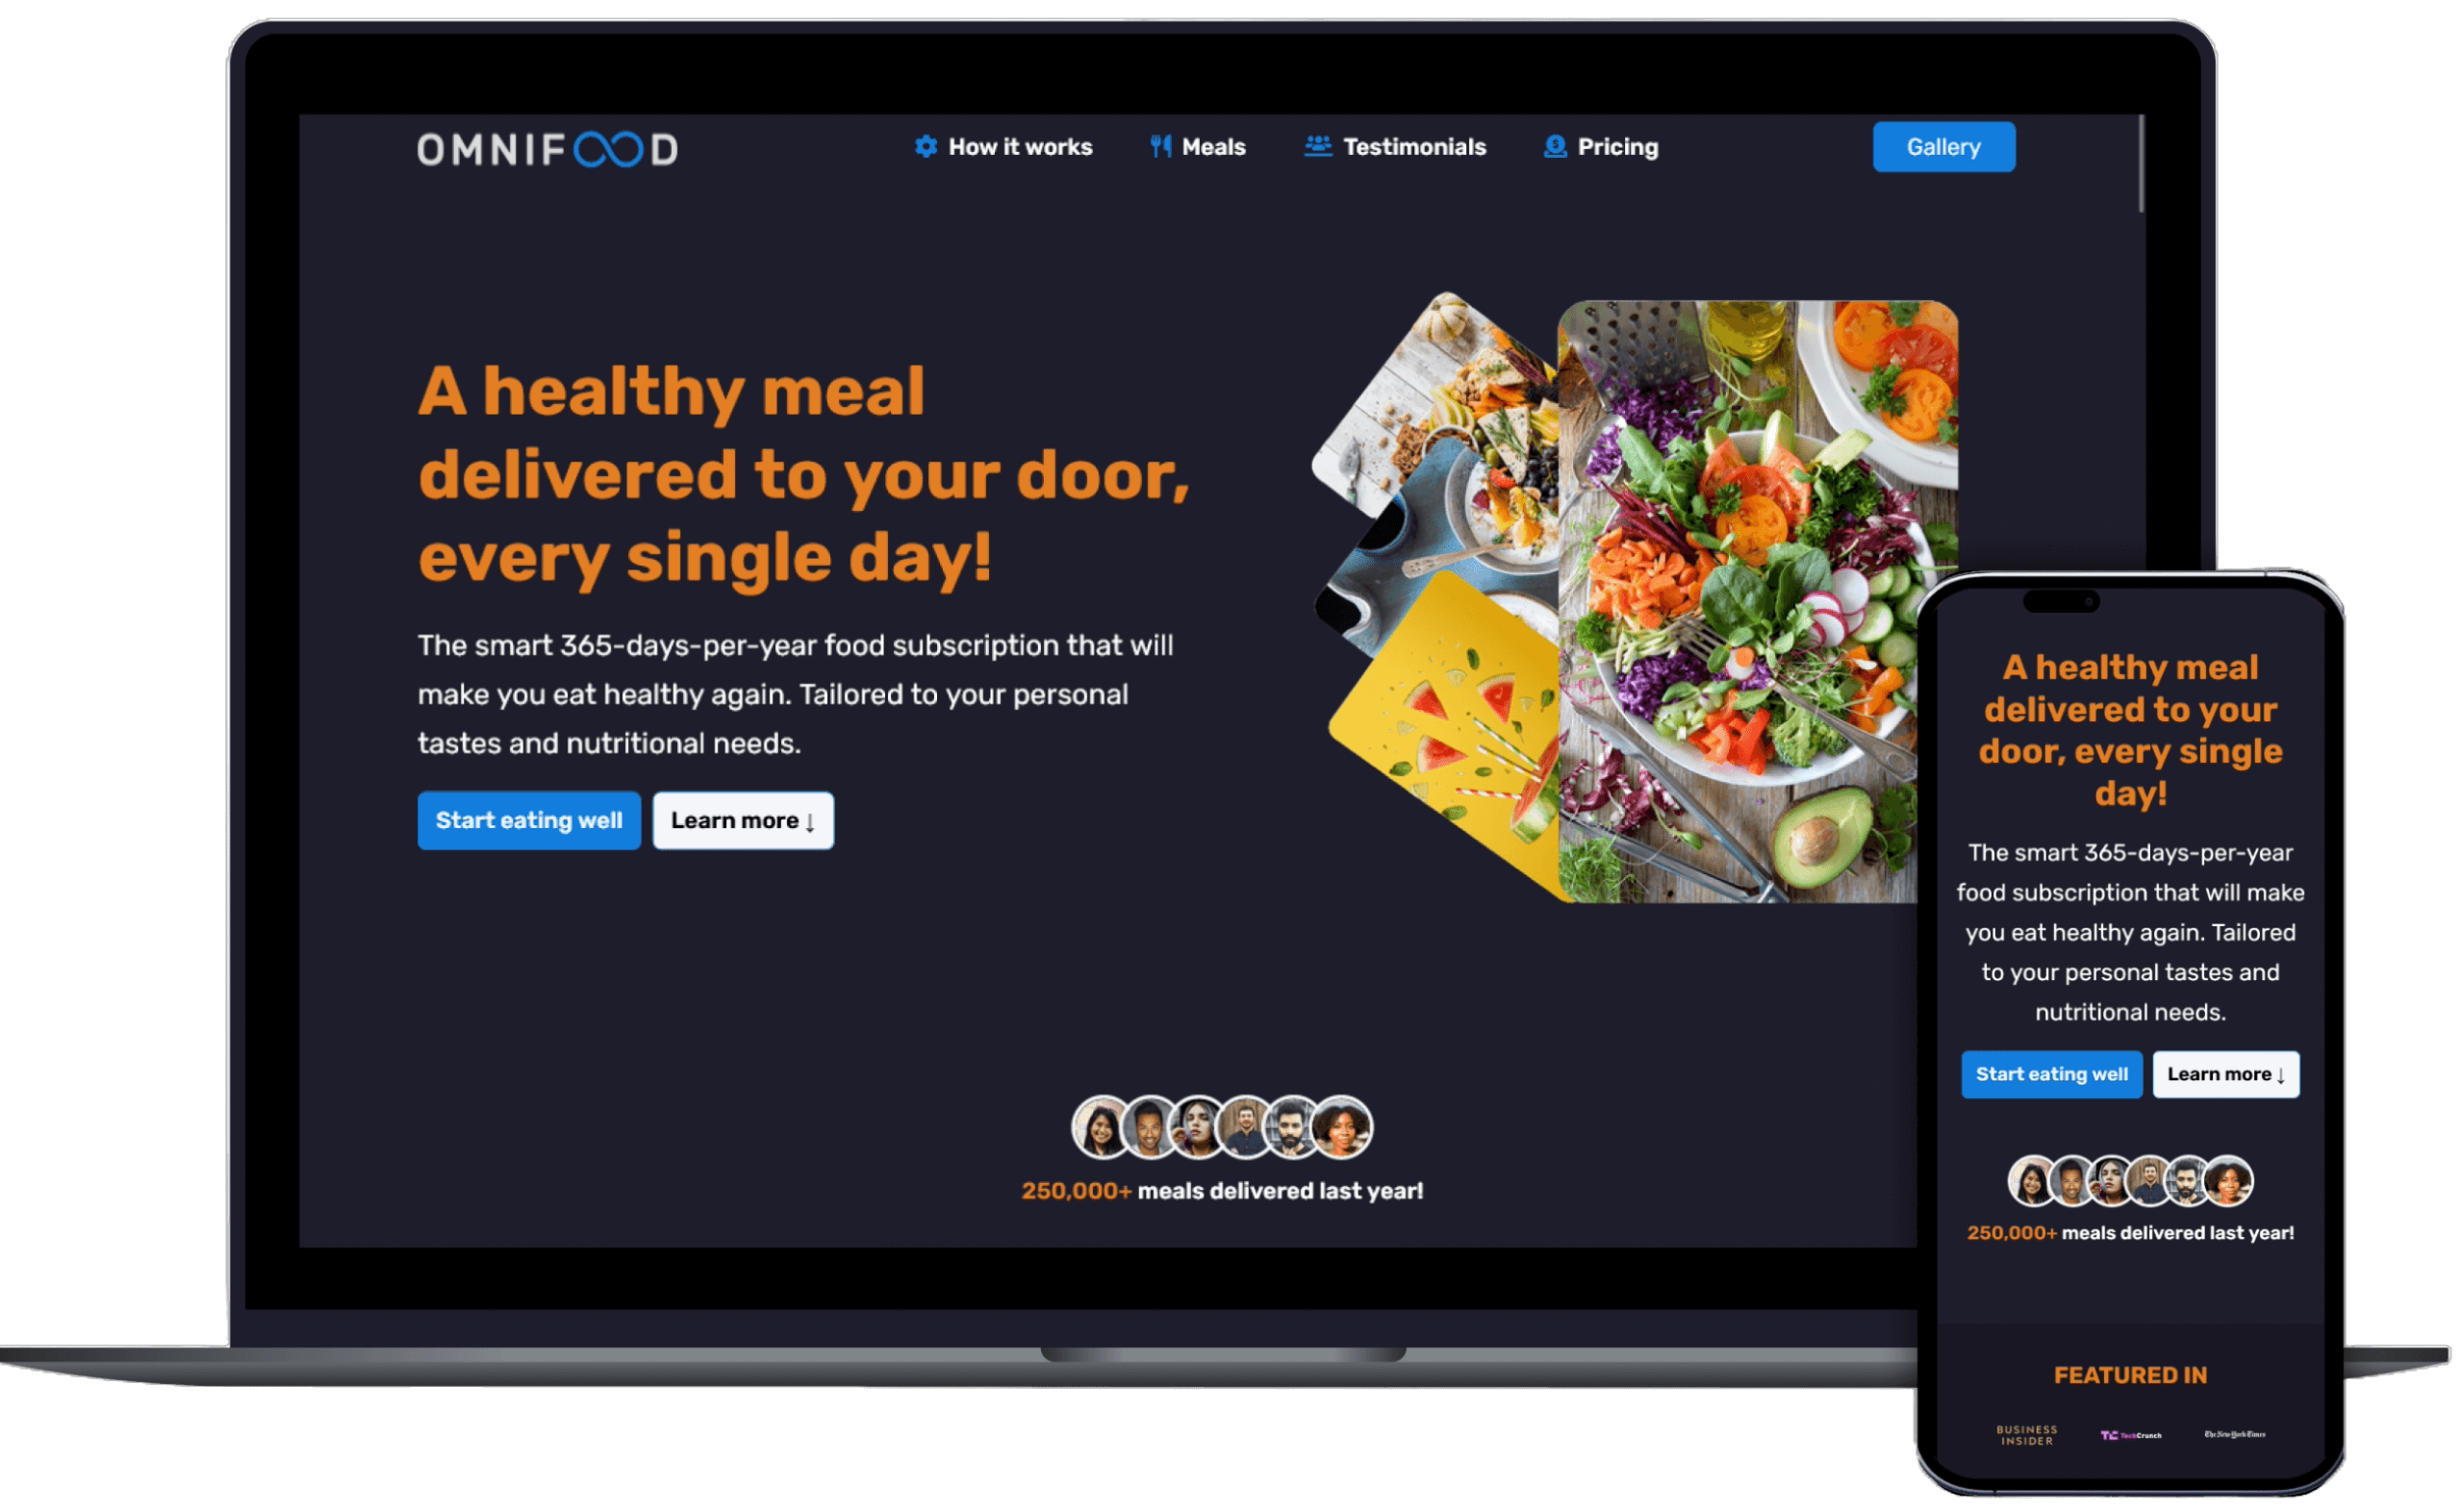 OMNIFOOD
How it works
Meals
Testimonials
Pricing
Gallery
A healthy meal
delivered to your door,
every single day!
The smart 365-days-per-year food subscription that will
make you eat healthy again. Tailored to your personal
tastes and nutritional needs.
Start eating well
Learn more ↓
250,000+ meals delivered last year!
A healthy meal
delivered to your
door, every single
day!
The smart 365-days-per-year
food subscription that will make
you eat healthy again. Tailored
to your personal tastes and
nutritional needs.
Start eating well
Learn more ↓
250,000+ meals delivered last year!
FEATURED IN
BUSINESS
INSIDER
TC TechCrunch
The New York Times